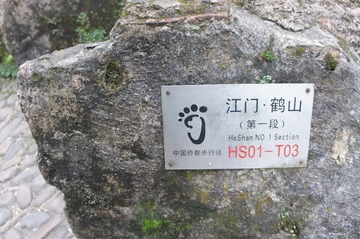 江门·鹤山
（第一段）
HeShan NO.1 Section
中国侨都步行径 HS01-T03